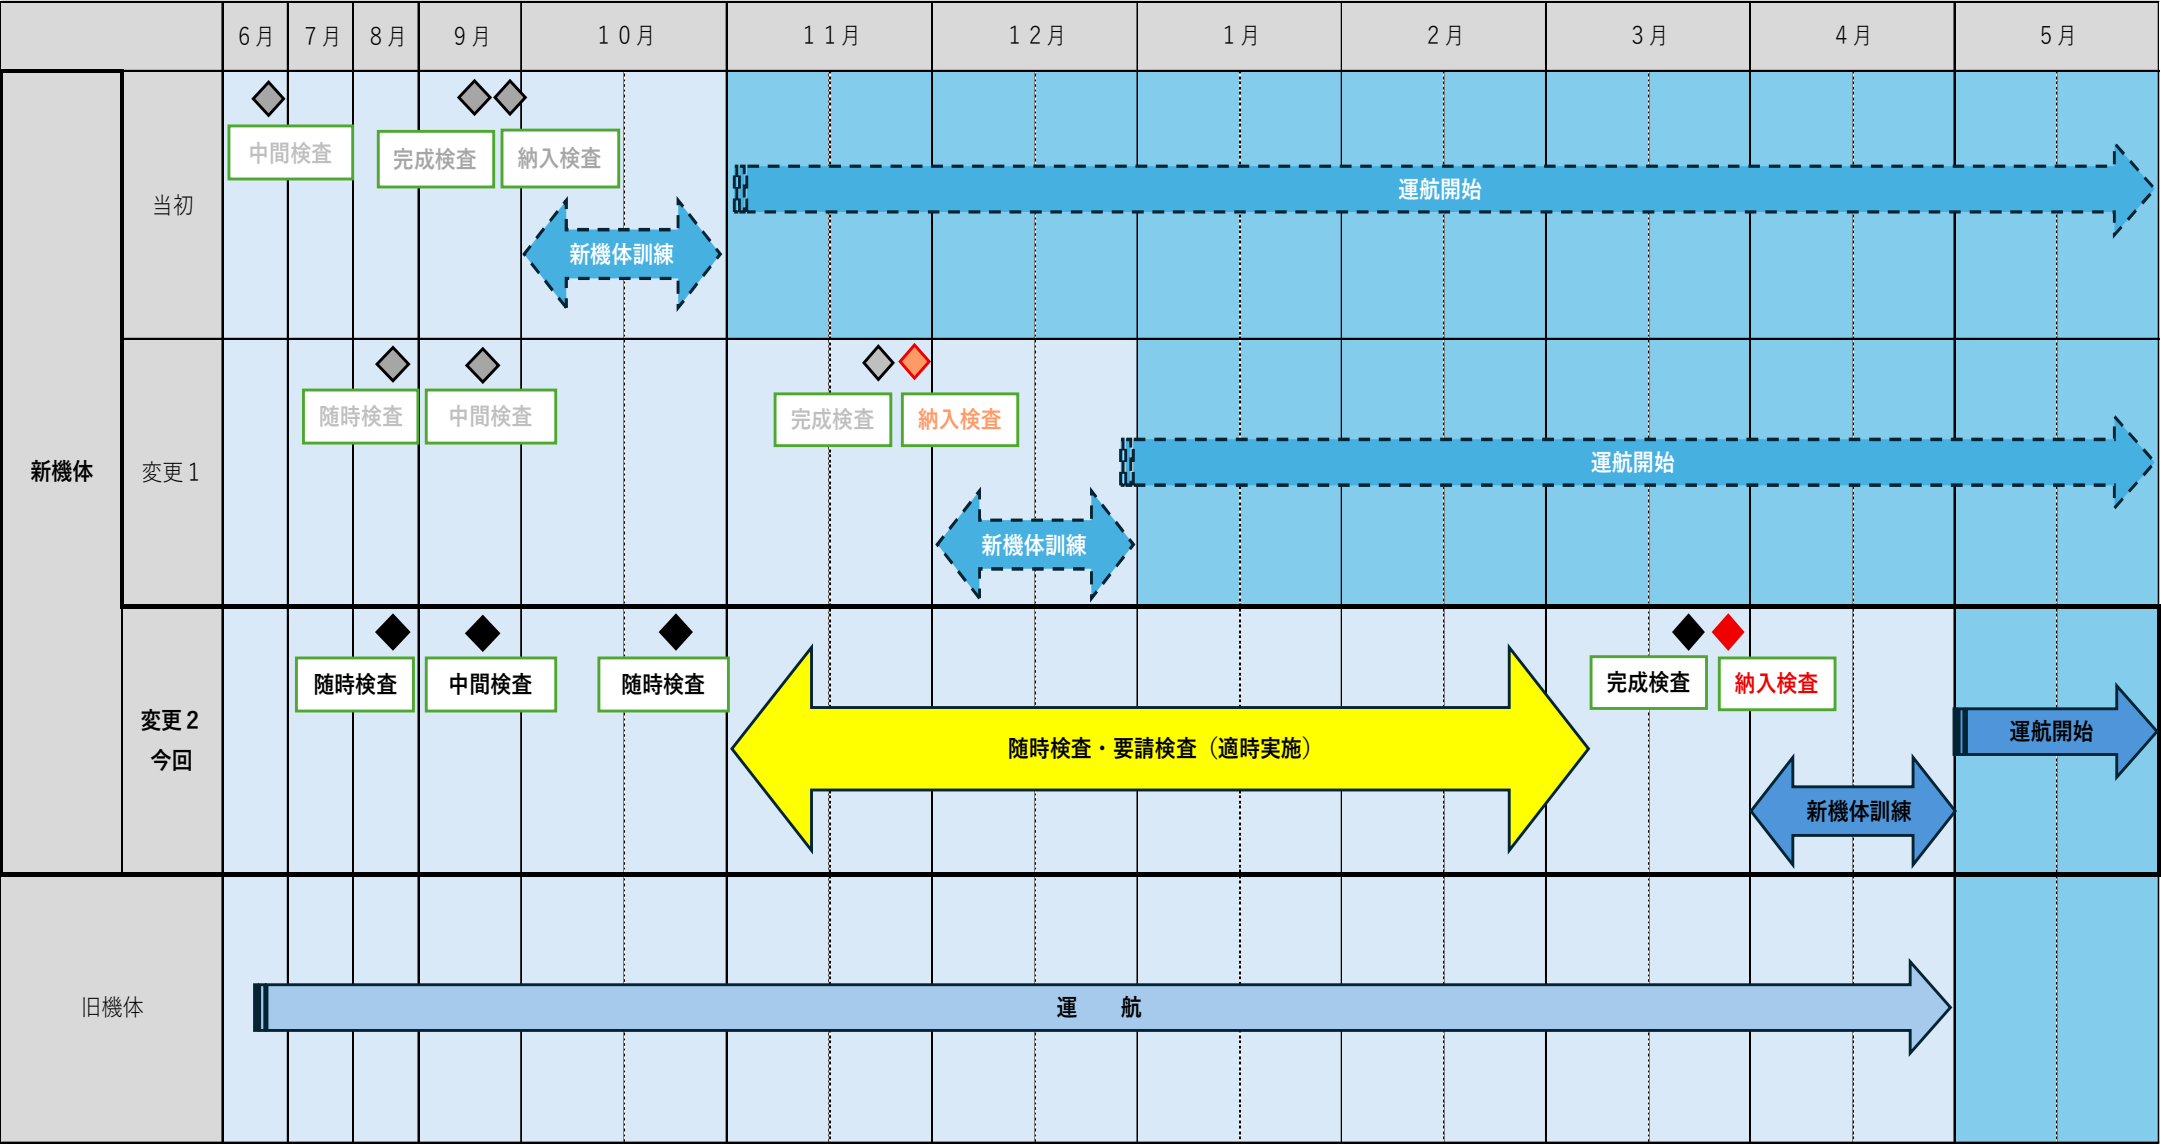 6月 7月 8月 9月 10月 11月 12月 1月 2月 3月 4月 5月
新機体
当初
中間検査 完成検査 納入検査
運航開始
新機体訓練
変更1
随時検査 中間検査 完成検査 納入検査
運航開始
新機体訓練
変更2
今回
随時検査 中間検査 随時検査 完成検査 納入検査
随時検査・要請検査（適時実施）
運航開始
新機体訓練
旧機体
運　航